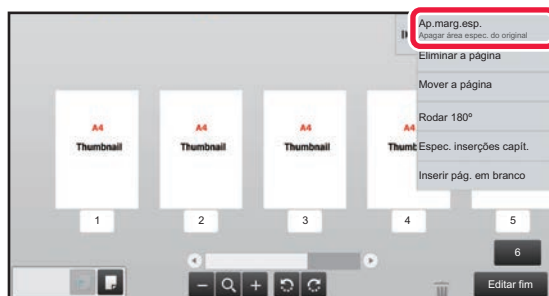 Ap.marg.esp.
Apagar área espec. do original
Eliminar a página
Mover a página
Rodar 180º
Espec. inserções capít.
Inserir pág. em branco
A4
Thumbnail
A4
Thumbnail
A4
Thumbnail
A4
Thumb
1
2
3
4
5
6
Editar fim